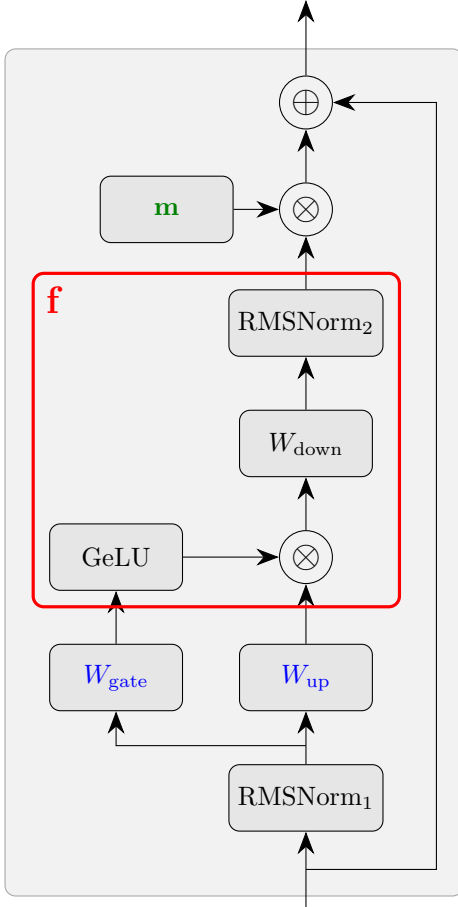 ⊕
m
⊗
f
RMSNorm₂
W_down
GeLU
⊗
W_gate
W_up
RMSNorm₁